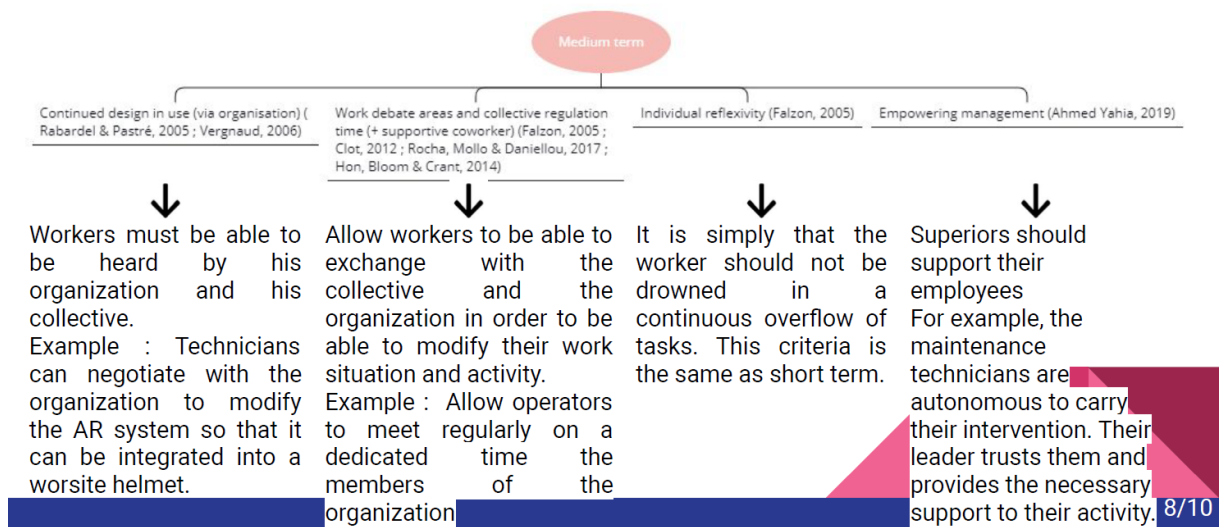 Medium term
Continued design in use (via organisation) (
Rabardel & Pastré, 2005 ; Vergnaud, 2006)
Work debate areas and collective regulation
time (+ supportive coworker) (Falzon, 2005 ;
Clot, 2012 ; Rocha, Mollo & Daniellou, 2017 ;
Hon, Bloom & Crant, 2014)
Individual reflexivity (Falzon, 2005)
Empowering management (Ahmed Yahia, 2019)
Workers must be able to
be heard by his
organization and his
collective.
Example : Technicians
can negotiate with the
organization to modify
the AR system so that it
can be integrated into a
worsite helmet.
Allow workers to be able to
exchange with the
collective and the
organization in order to be
able to modify their work
situation and activity.
Example : Allow operators
to meet regularly on a
dedicated time the
members of the
organization
It is simply that the
worker should not be
drowned in a
continuous overflow of
tasks. This criteria is
the same as short term.
Superiors should
support their
employees
For example, the
maintenance
technicians are
autonomous to carry
their intervention. Their
leader trusts them and
provides the necessary
support to their activity.
8/10